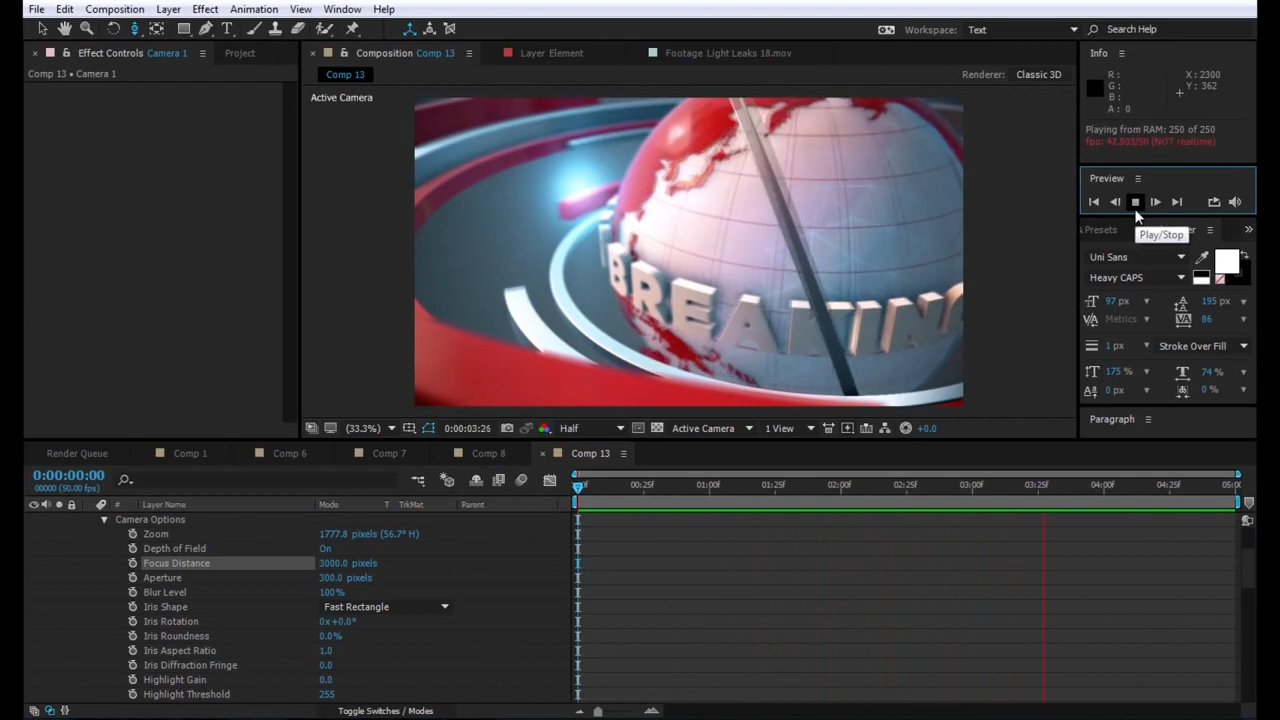 File Edit Composition Layer Effect Animation View Window Help
Workspace: Text Search Help
Effect Controls Camera 1 Project
Composition Comp 13 Layer Element Footage Light Leaks 18.mov
Info
Comp 13 • Camera 1
Comp 13
Renderer: Classic 3D
Active Camera
R :
G :
B :
A : 0
X : 2300
Y : 362
Playing from RAM: 250 of 250
fps: 47.903/50 (NOT realtime)
Preview
Play/Stop
BREAKING
Uni Sans
Heavy CAPS
97 px 195 px
Metrics 86
1 px Stroke Over Fill
175 % 74 %
0 px 0 %
Paragraph
(33.3%) 0:00:03:26 Half Active Camera 1 View +0.0
Render Queue Comp 1 Comp 6 Comp 7 Comp 8 Comp 13
0:00:00:00
00000 (50.00 fps)
00:25f 01:00f 01:25f 02:00f 02:25f 03:00f 03:25f 04:00f 04:25f
# Layer Name Mode T TrkMat Parent
Camera Options
Zoom 1777.8 pixels (56.7° H)
Depth of Field On
Focus Distance 3000.0 pixels
Aperture 300.0 pixels
Blur Level 100%
Iris Shape Fast Rectangle
Iris Rotation 0x+0.0°
Iris Roundness 0.0%
Iris Aspect Ratio 1.0
Iris Diffraction Fringe 0.0
Highlight Gain 0.0
Highlight Threshold 255
Toggle Switches / Modes